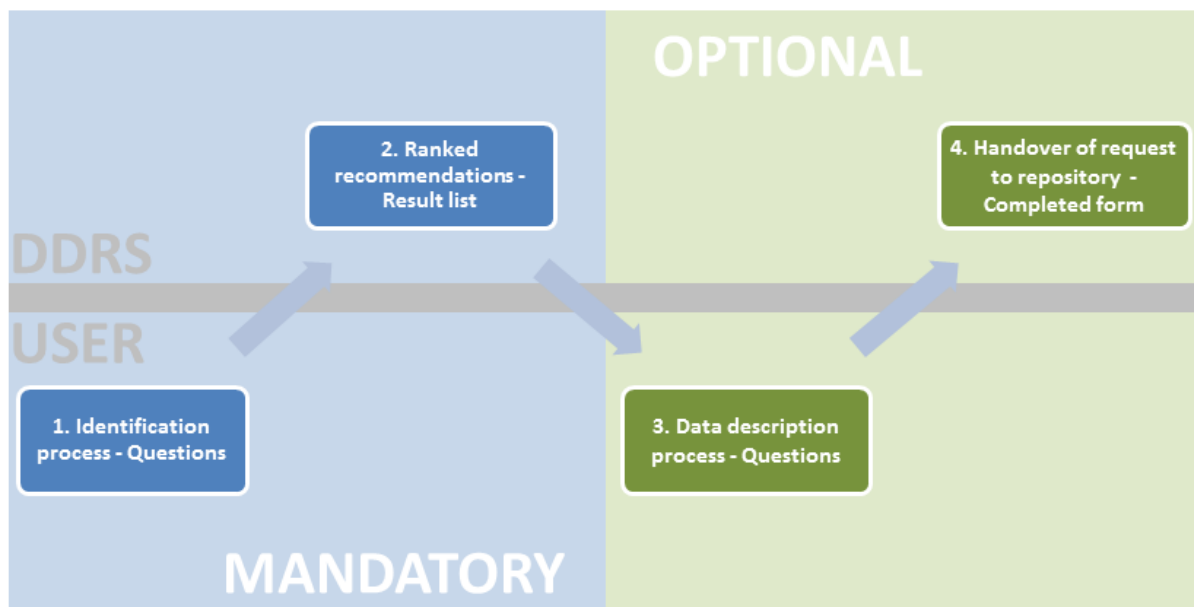 OPTIONAL
2. Ranked
recommendations -
Result list
4. Handover of request
to repository -
Completed form
DDRS
USER
1. Identification
process - Questions
3. Data description
process - Questions
MANDATORY